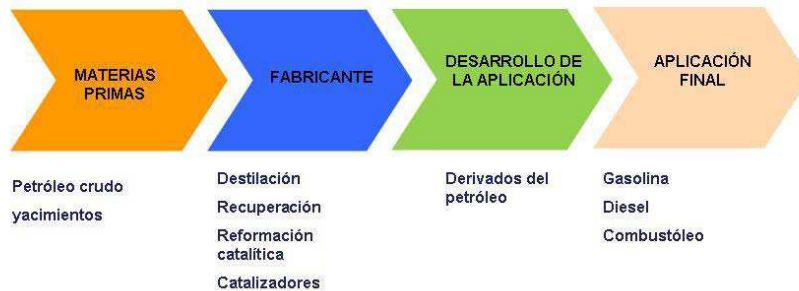 MATERIAS
PRIMAS
FABRICANTE
DESARROLLO DE
LA APLICACIÓN
APLICACIÓN
FINAL
Petróleo crudo
yacimientos
Destilación
Recuperación
Reformación
catalítica
Catalizadores
Derivados del
petróleo
Gasolina
Diesel
Combustóleo